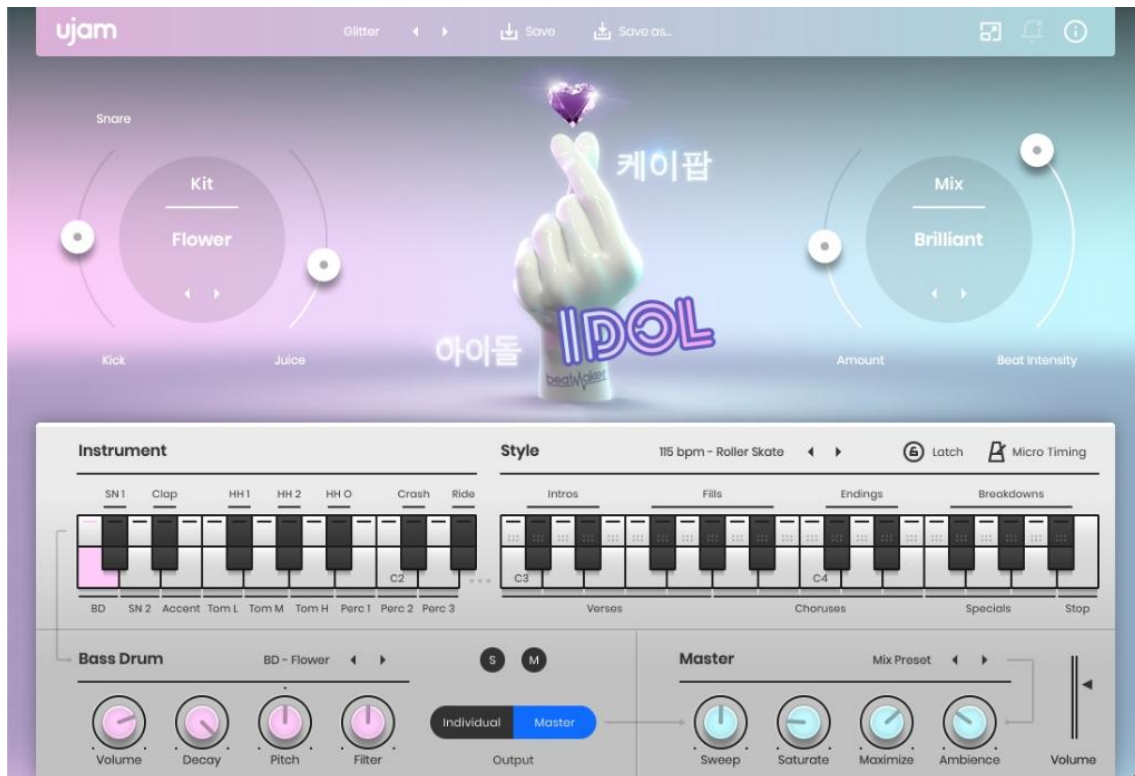 ujam
Glitter
Save
Save as...
Snare
케이팝
Kit
Flower
Mix
Brilliant
하이돌
IDOL
beatMaker
Kick
Juice
Amount
Beat Intensity
Instrument
Style
115 bpm - Roller Skate
Latch
Micro Timing
SN 1 Clap HH 1 HH 2 HH O Crash Ride
Intros Fills Endings Breakdowns
C2
C3
C4
BD SN 2 Accent Tom L Tom M Tom H Perc 1 Perc 2 Perc 3
Verses Choruses Specials Stop
Bass Drum
BD - Flower
S M
Master
Mix Preset
Individual Master
Volume Decay Pitch Filter
Output
Sweep Saturate Maximize Ambience
Volume